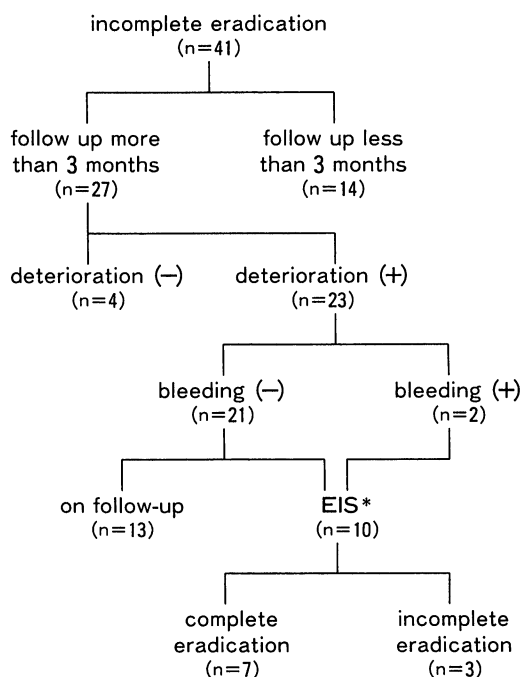 incomplete eradication
(n=41)
follow up more
than 3 months
(n=27)
follow up less
than 3 months
(n=14)
deterioration (−)
(n=4)
deterioration (+)
(n=23)
bleeding (−)
(n=21)
bleeding (+)
(n=2)
on follow-up
(n=13)
EIS*
(n=10)
complete
eradication
(n=7)
incomplete
eradication
(n=3)